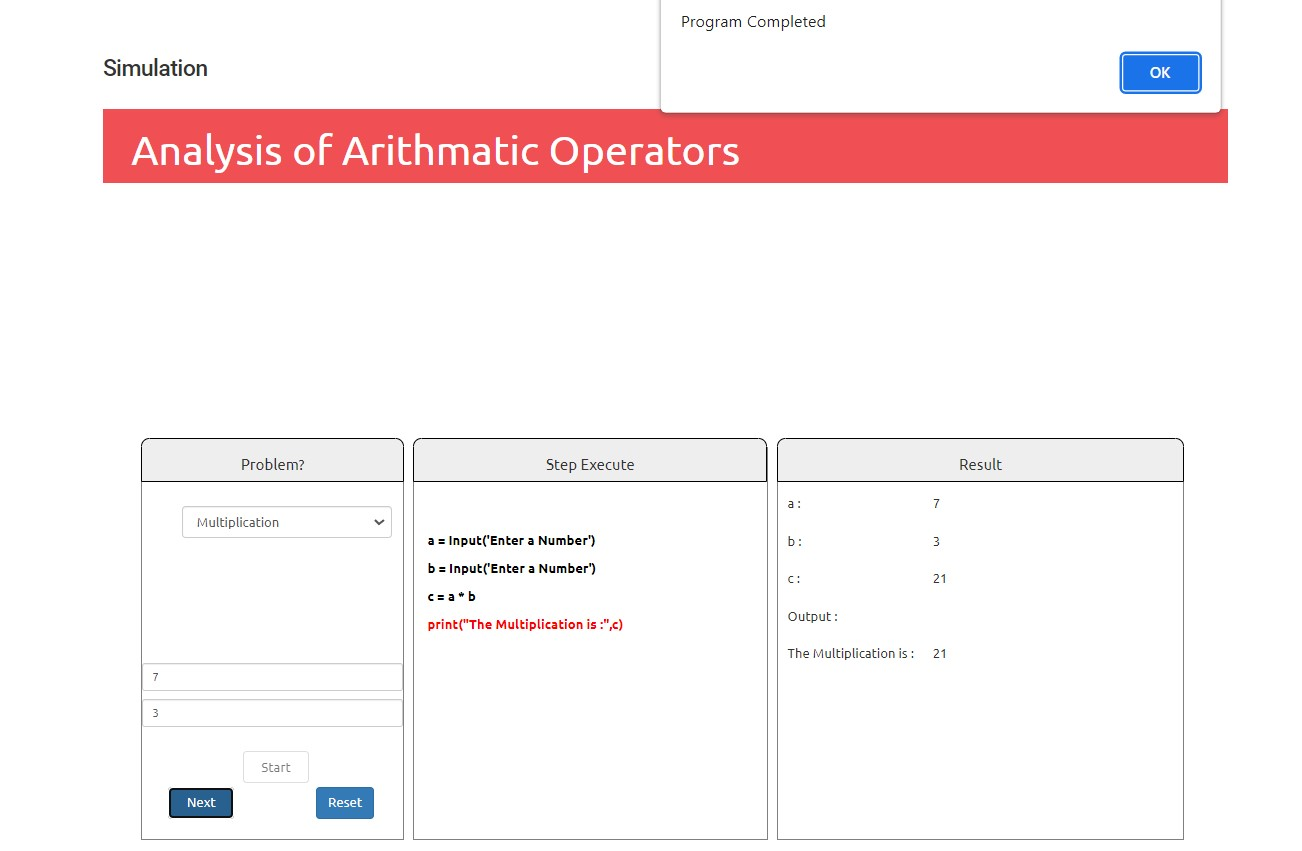 Program Completed
OK
Simulation
Analysis of Arithmatic Operators
Problem?
Multiplication
7
3
Start
Next
Reset
Step Execute
a = Input('Enter a Number')
b = Input('Enter a Number')
c = a * b
print("The Multiplication is :",c)
Result
a : 7
b : 3
c : 21
Output :
The Multiplication is : 21